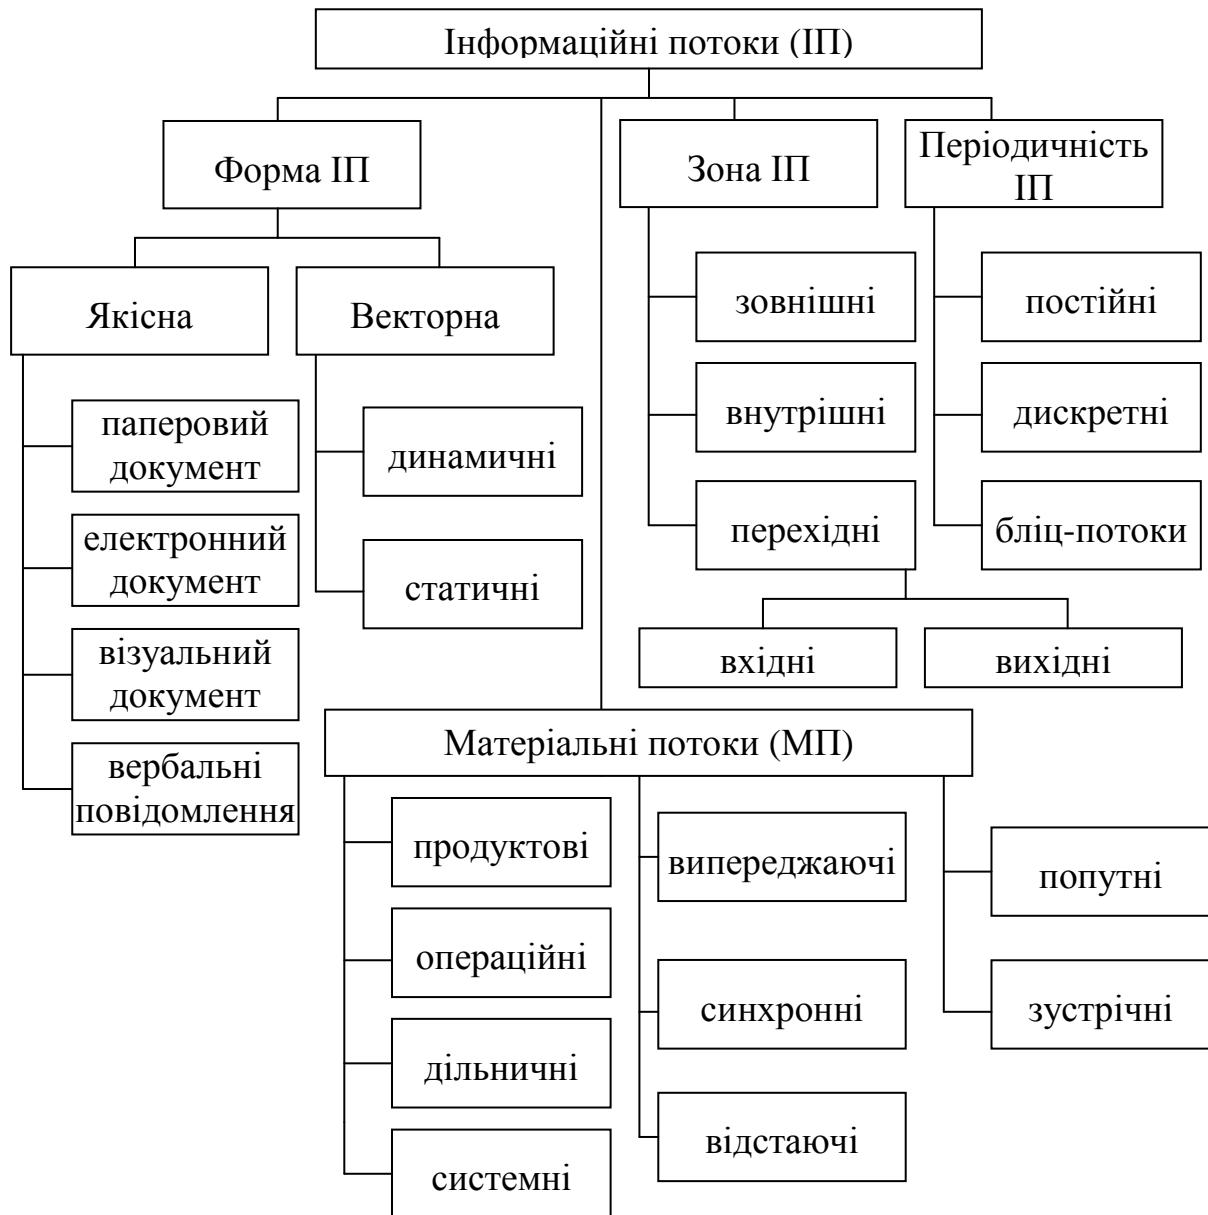 Інформаційні потоки (ІП)
Форма ІП
Зона ІП
Періодичність
ІП
Якісна
Векторна
паперовий
документ
електронний
документ
візуальний
документ
вербальні
повідомлення
динамичні
статичні
зовнішні
внутрішні
перехідні
вхідні
вихідні
постійні
дискретні
бліц-потоки
Матеріальні потоки (МП)
продуктові
операційні
дільничні
системні
випереджаючі
синхронні
відстаючі
попутні
зустрічні